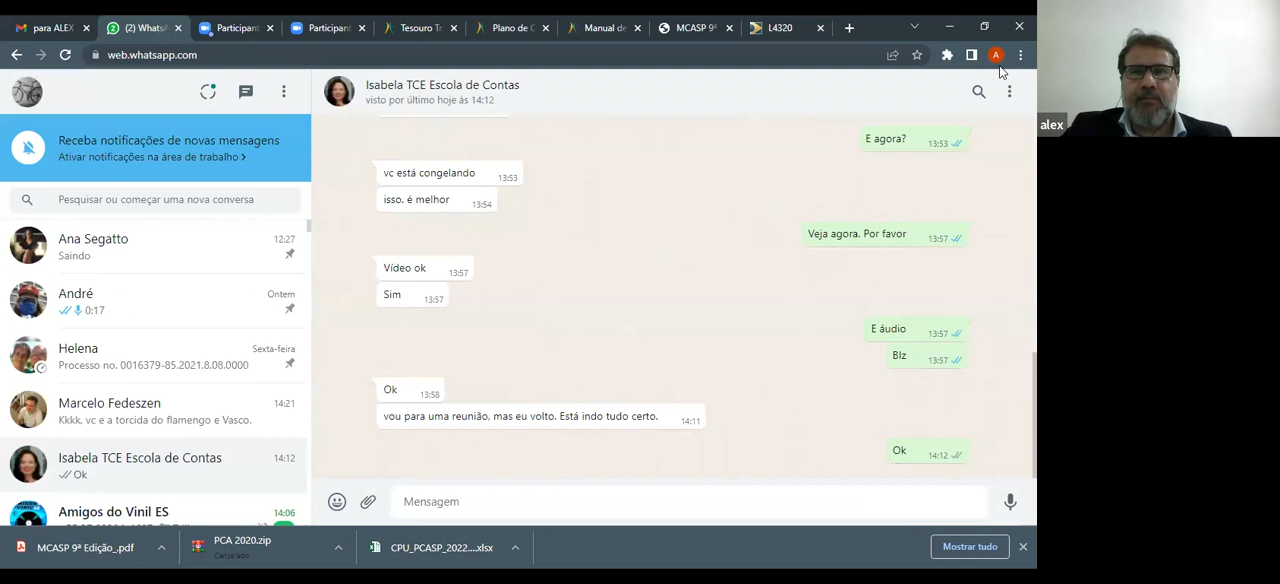 para ALEX
(2) Whats
Participant
Participant
Tesouro Tr
Plano de C
Manual de
MCASP 9ª
L4320
web.whatsapp.com
A
Isabela TCE Escola de Contas
visto por último hoje às 14:12
alex
Receba notificações de novas mensagens
Ativar notificações na área de trabalho >
Pesquisar ou começar uma nova conversa
Ana Segatto 12:27
Saindo
André Ontem
0:17
Helena Sexta-feira
Processo no. 0016379-85.2021.8.08.0000
Marcelo Fedeszen 14:21
Kkkk, vc e a torcida do flamengo e Vasco.
Isabela TCE Escola de Contas 14:12
Ok
Amigos do Vinil ES 14:06
E agora? 13:53
vc está congelando 13:53
isso. é melhor 13:54
Veja agora. Por favor 13:57
Vídeo ok 13:57
Sim 13:57
E áudio 13:57
Blz 13:57
Ok 13:58
vou para uma reunião, mas eu volto. Está indo tudo certo. 14:11
Ok 14:12
Mensagem
MCASP 9ª Edição_.pdf
PCA 2020.zip
Cancelado
CPU_PCASP_2022....xlsx
Mostrar tudo